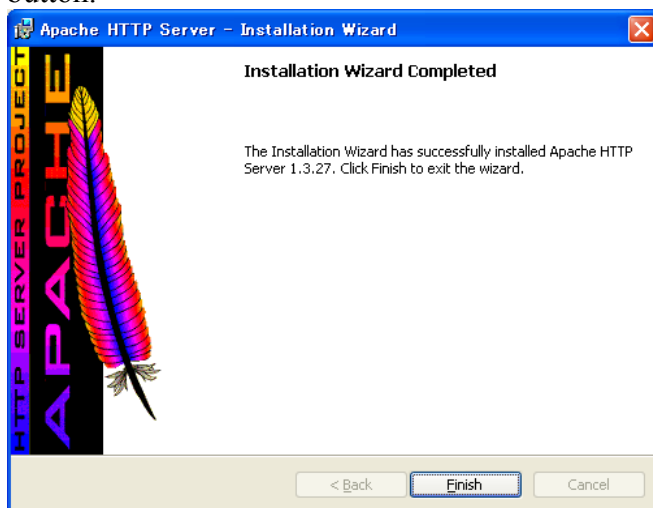 button.
Apache HTTP Server - Installation Wizard
HTTP SERVER PROJECT
APACHE
Installation Wizard Completed
The Installation Wizard has successfully installed Apache HTTP
Server 1.3.27. Click Finish to exit the wizard.
< Back
Finish
Cancel